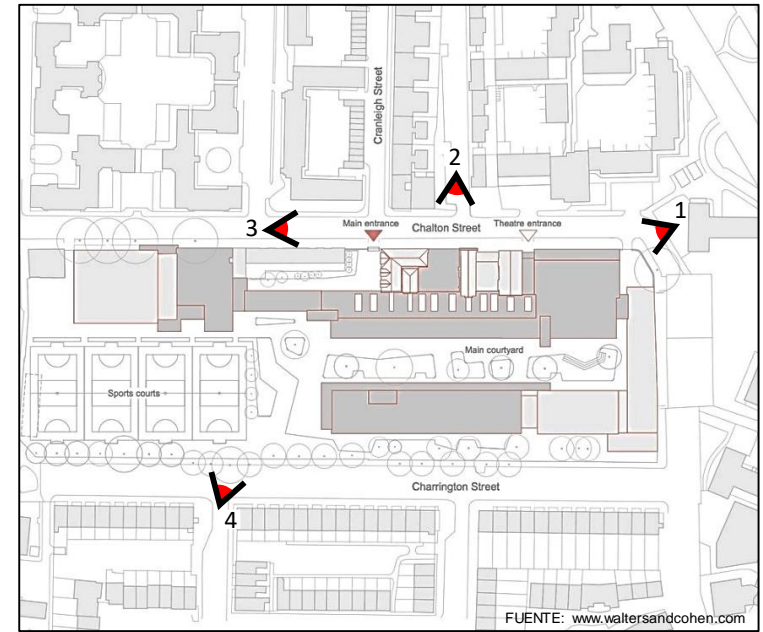 Cranleigh Street
2
1
3
Main entrance
Chalton Street
Theatre entrance
Main courtyard
Sports courts
Charrington Street
4
FUENTE: www.waltersandcohen.com